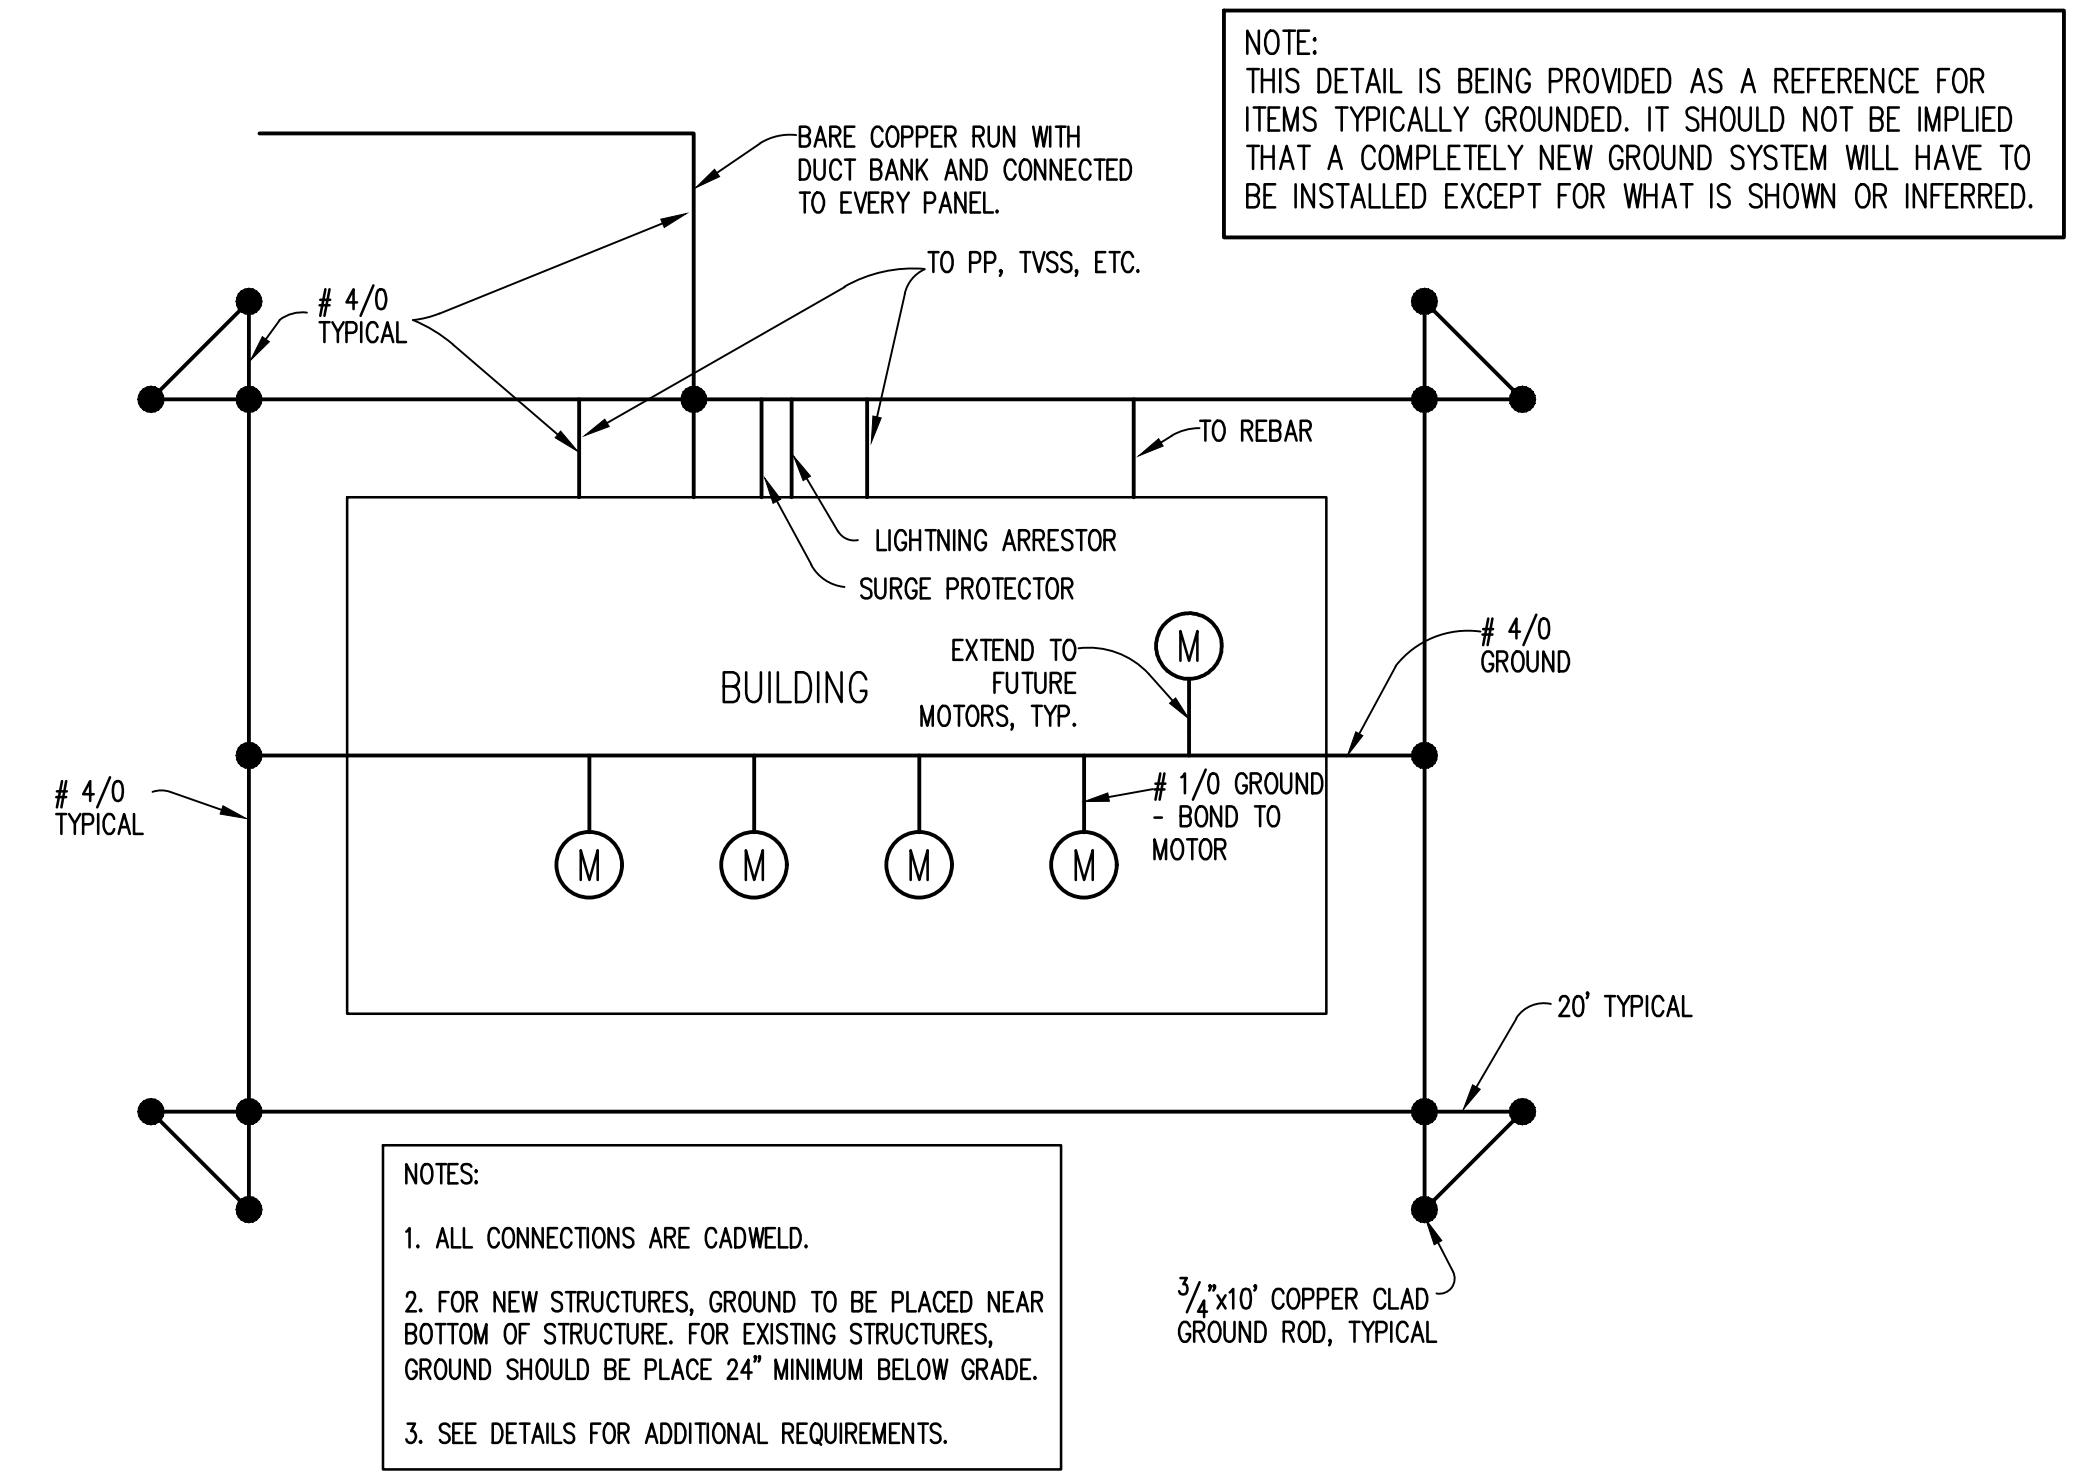 NOTE:
THIS DETAIL IS BEING PROVIDED AS A REFERENCE FOR
ITEMS TYPICALLY GROUNDED. IT SHOULD NOT BE IMPLIED
THAT A COMPLETELY NEW GROUND SYSTEM WILL HAVE TO
BE INSTALLED EXCEPT FOR WHAT IS SHOWN OR INFERRED.
BARE COPPER RUN WITH
DUCT BANK AND CONNECTED
TO EVERY PANEL.
TO PP, TVSS, ETC.
# 4/0
TYPICAL
TO REBAR
LIGHTNING ARRESTOR
SURGE PROTECTOR
M
EXTEND TO
FUTURE
MOTORS, TYP.
# 4/0
GROUND
BUILDING
# 4/0
TYPICAL
# 1/0 GROUND
- BOND TO
MOTOR
M
M
M
M
20' TYPICAL
NOTES:
1. ALL CONNECTIONS ARE CADWELD.
2. FOR NEW STRUCTURES, GROUND TO BE PLACED NEAR
BOTTOM OF STRUCTURE. FOR EXISTING STRUCTURES,
GROUND SHOULD BE PLACE 24" MINIMUM BELOW GRADE.
3. SEE DETAILS FOR ADDITIONAL REQUIREMENTS.
3/4"x10' COPPER CLAD
GROUND ROD, TYPICAL